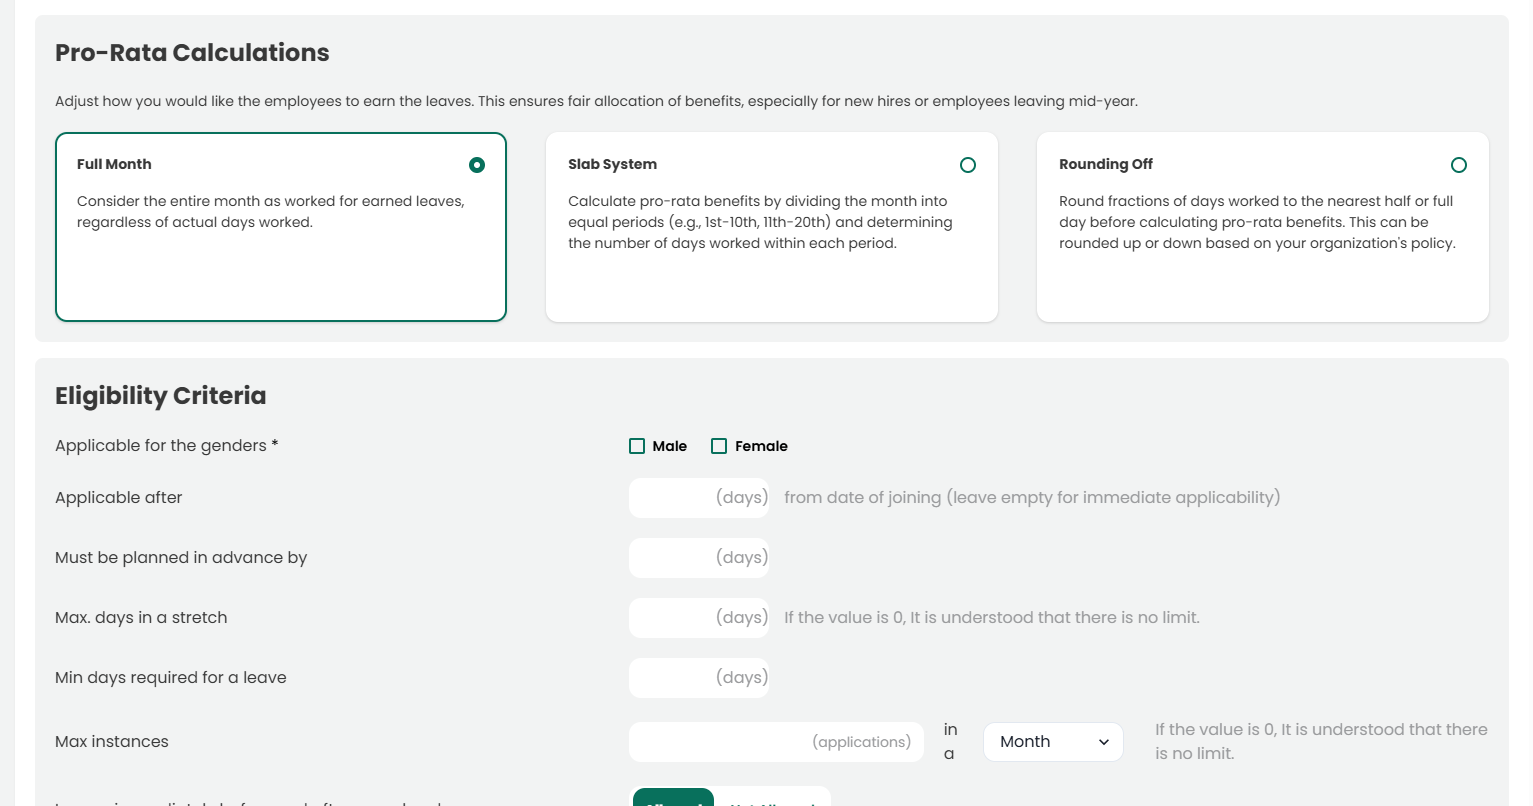 Pro-Rata Calculations
Adjust how you would like the employees to earn the leaves. This ensures fair allocation of benefits, especially for new hires or employees leaving mid-year.
Full Month
Consider the entire month as worked for earned leaves,
regardless of actual days worked.
Slab System
Calculate pro-rata benefits by dividing the month into
equal periods (e.g., 1st-10th, 11th-20th) and determining
the number of days worked within each period.
Rounding Off
Round fractions of days worked to the nearest half or full
day before calculating pro-rata benefits. This can be
rounded up or down based on your organization's policy.
Eligibility Criteria
Applicable for the genders * Male Female
Applicable after (days) from date of joining (leave empty for immediate applicability)
Must be planned in advance by (days)
Max. days in a stretch (days) If the value is 0, It is understood that there is no limit.
Min days required for a leave (days)
Max instances (applications) in a Month
If the value is 0, It is understood that there
is no limit.